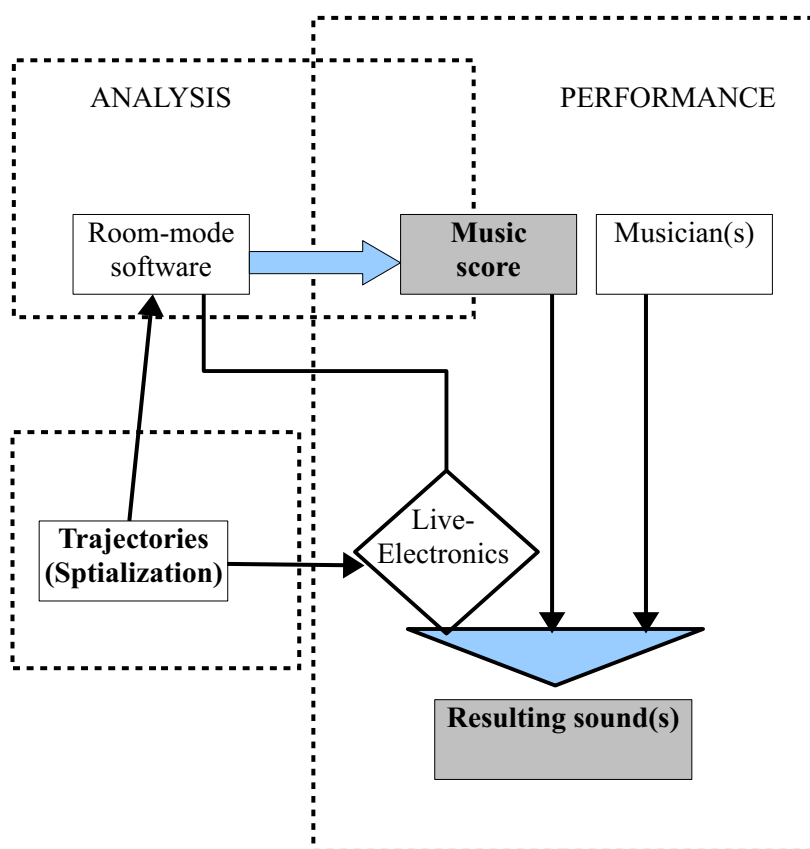 ANALYSIS
PERFORMANCE
Room-mode
software
Music
score
Musician(s)
Trajectories
(Sptialization)
Live-
Electronics
Resulting sound(s)